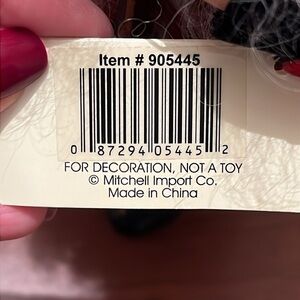 Item # 905445
0 87294 05445 2
FOR DECORATION, NOT A TOY
© Mitchell Import Co.
Made in China